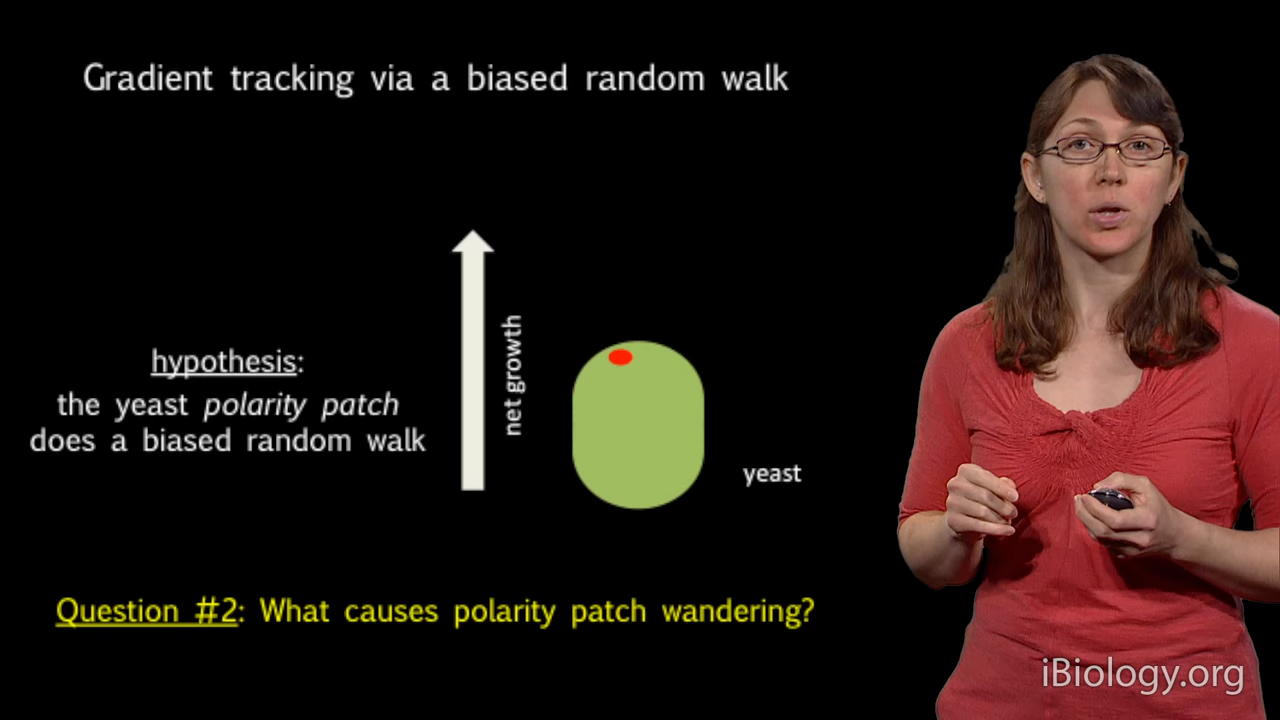 Gradient tracking via a biased random walk
hypothesis:
the yeast polarity patch
does a biased random walk
net growth
yeast
Question #2: What causes polarity patch wandering?
iBiology.org